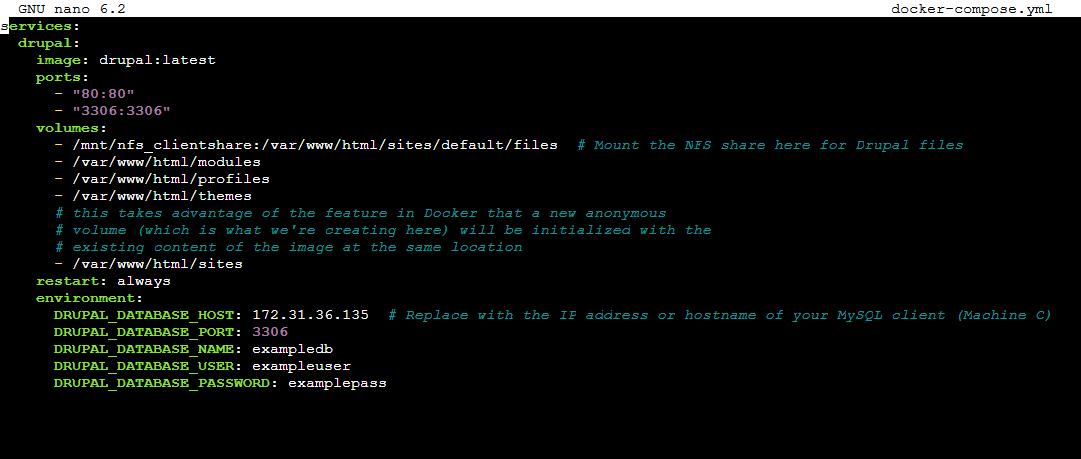 GNU nano 6.2 docker-compose.yml
services:
  drupal:
    image: drupal:latest
    ports:
      - "80:80"
      - "3306:3306"
    volumes:
      - /mnt/nfs_clientshare:/var/www/html/sites/default/files  # Mount the NFS share here for Drupal files
      - /var/www/html/modules
      - /var/www/html/profiles
      - /var/www/html/themes
      # this takes advantage of the feature in Docker that a new anonymous
      # volume (which is what we're creating here) will be initialized with the
      # existing content of the image at the same location
      - /var/www/html/sites
    restart: always
    environment:
      DRUPAL_DATABASE_HOST: 172.31.36.135  # Replace with the IP address or hostname of your MySQL client (Machine C)
      DRUPAL_DATABASE_PORT: 3306
      DRUPAL_DATABASE_NAME: exampledb
      DRUPAL_DATABASE_USER: exampleuser
      DRUPAL_DATABASE_PASSWORD: examplepass